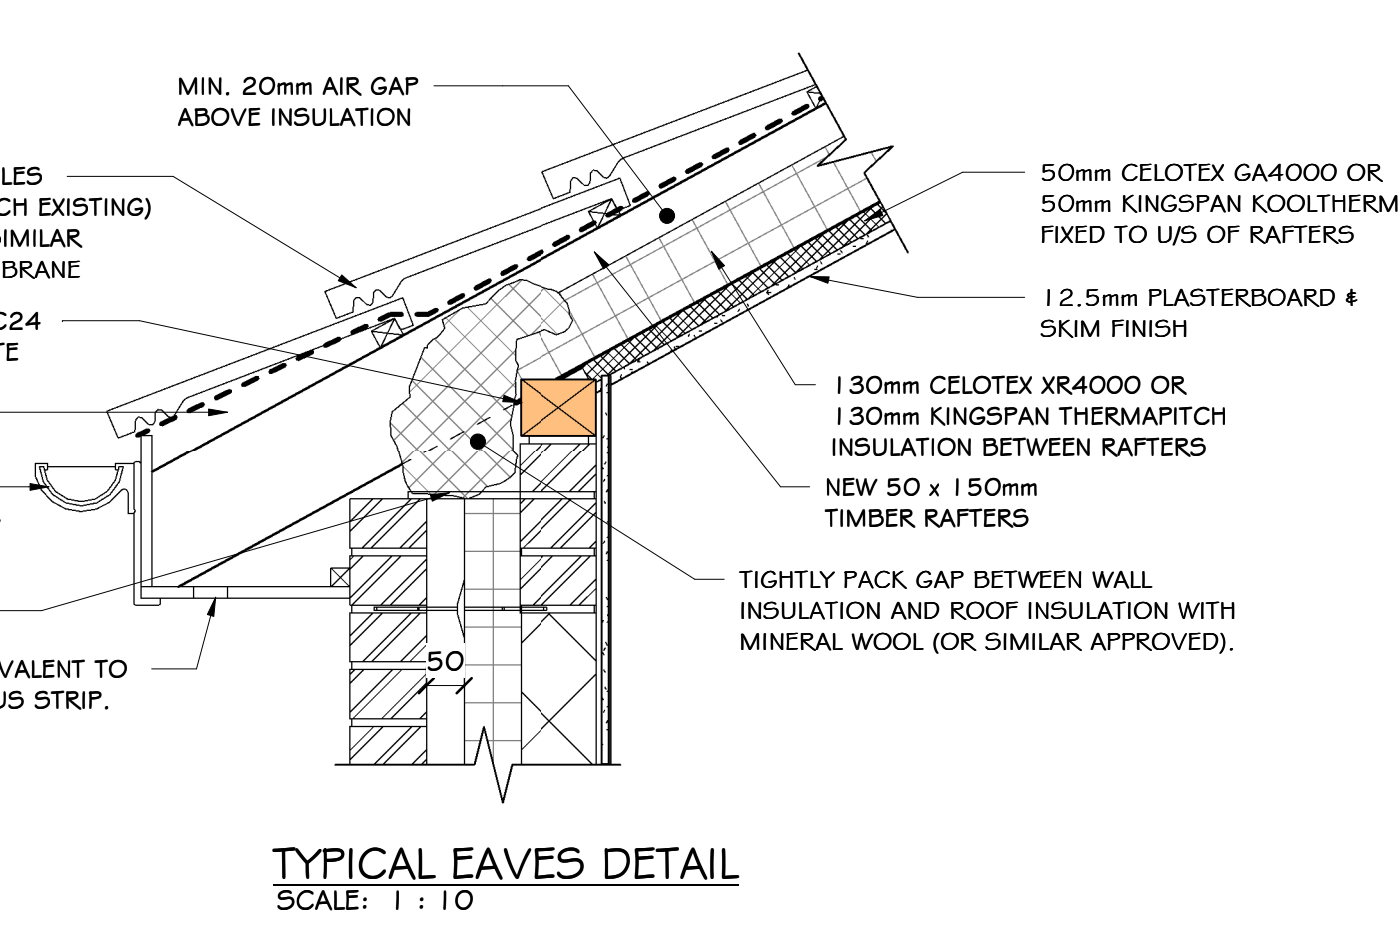 MIN. 20mm AIR GAP
ABOVE INSULATION
LES
CH EXISTING)
SIMILAR
BRANE
C24
TE
VALENT TO
US STRIP.
50mm CELOTEX GA4000 OR
50mm KINGSPAN KOOLTHERM
FIXED TO U/S OF RAFTERS
12.5mm PLASTERBOARD &
SKIM FINISH
130mm CELOTEX XR4000 OR
130mm KINGSPAN THERMAPITCH
INSULATION BETWEEN RAFTERS
NEW 50 x 150mm
TIMBER RAFTERS
TIGHTLY PACK GAP BETWEEN WALL
INSULATION AND ROOF INSULATION WITH
MINERAL WOOL (OR SIMILAR APPROVED).
50
TYPICAL EAVES DETAIL
SCALE: 1 : 10